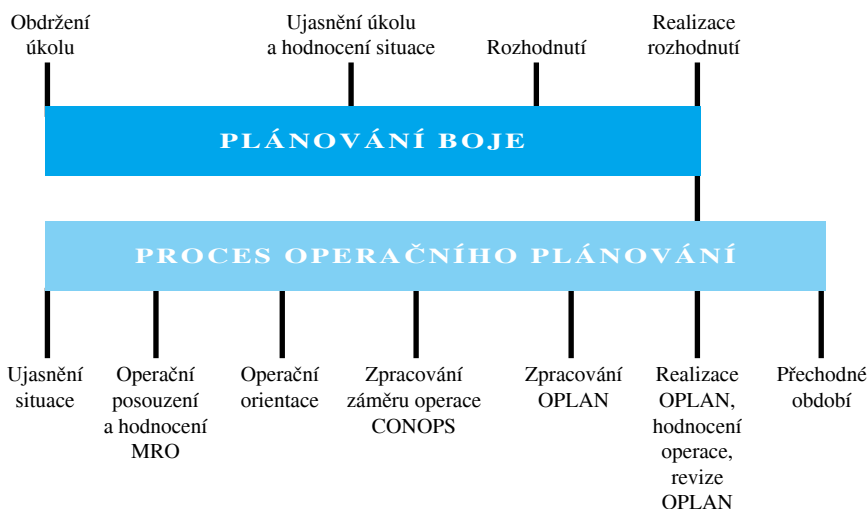 Obdržení
úkolu
Ujasnění úkolu
a hodnocení situace
Rozhodnutí
Realizace
rozhodnutí
PLÁNOVÁNÍ BOJE
PROCES OPERAČNÍHO PLÁNOVÁNÍ
Ujasnění
situace
Operační
posouzení
a hodnocení
MRO
Operační
orientace
Zpracování
záměru operace
CONOPS
Zpracování
OPLAN
Realizace
OPLAN,
hodnocení
operace,
revize
OPLAN
Přechodné
období